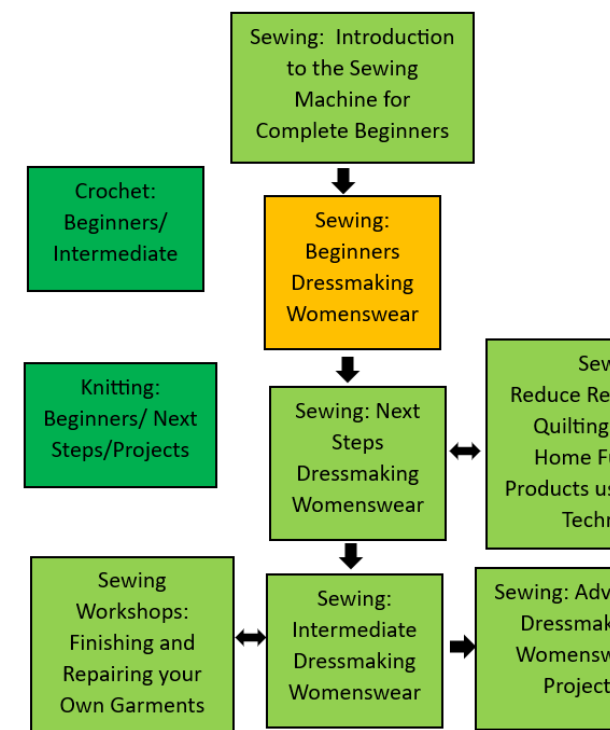 Sewing: Introduction
to the Sewing
Machine for
Complete Beginners
Crochet:
Beginners/
Intermediate
Sewing:
Beginners
Dressmaking
Womenswear
Knitting:
Beginners/ Next
Steps/Projects
Sewing: Next
Steps
Dressmaking
Womenswear
Reduce
Quilting
Home
Products
Sewing
Workshops:
Finishing and
Repairing your
Own Garments
Sewing:
Intermediate
Dressmaking
Womenswear
Sewing: